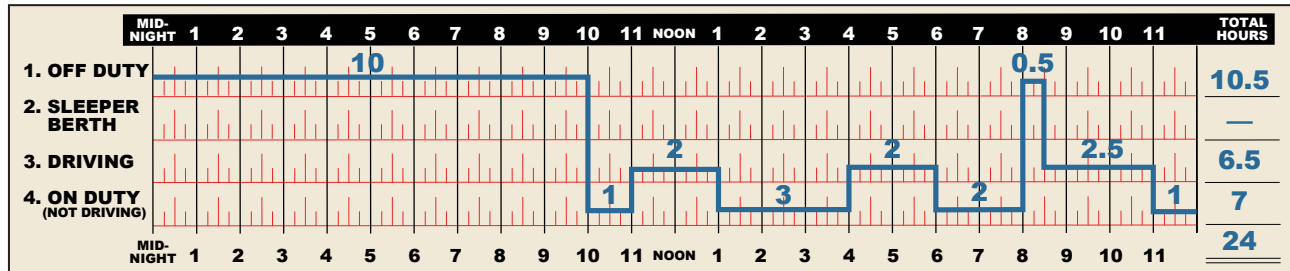 MID-NIGHT 1 2 3 4 5 6 7 8 9 10 11 NOON 1 2 3 4 5 6 7 8 9 10 11 TOTAL HOURS
1. OFF DUTY 10 0.5 10.5
2. SLEEPER BERTH —
3. DRIVING 2 2 2.5 6.5
4. ON DUTY 1 3 2 1 7
(NOT DRIVING)
MID-NIGHT 1 2 3 4 5 6 7 8 9 10 11 NOON 1 2 3 4 5 6 7 8 9 10 11 24